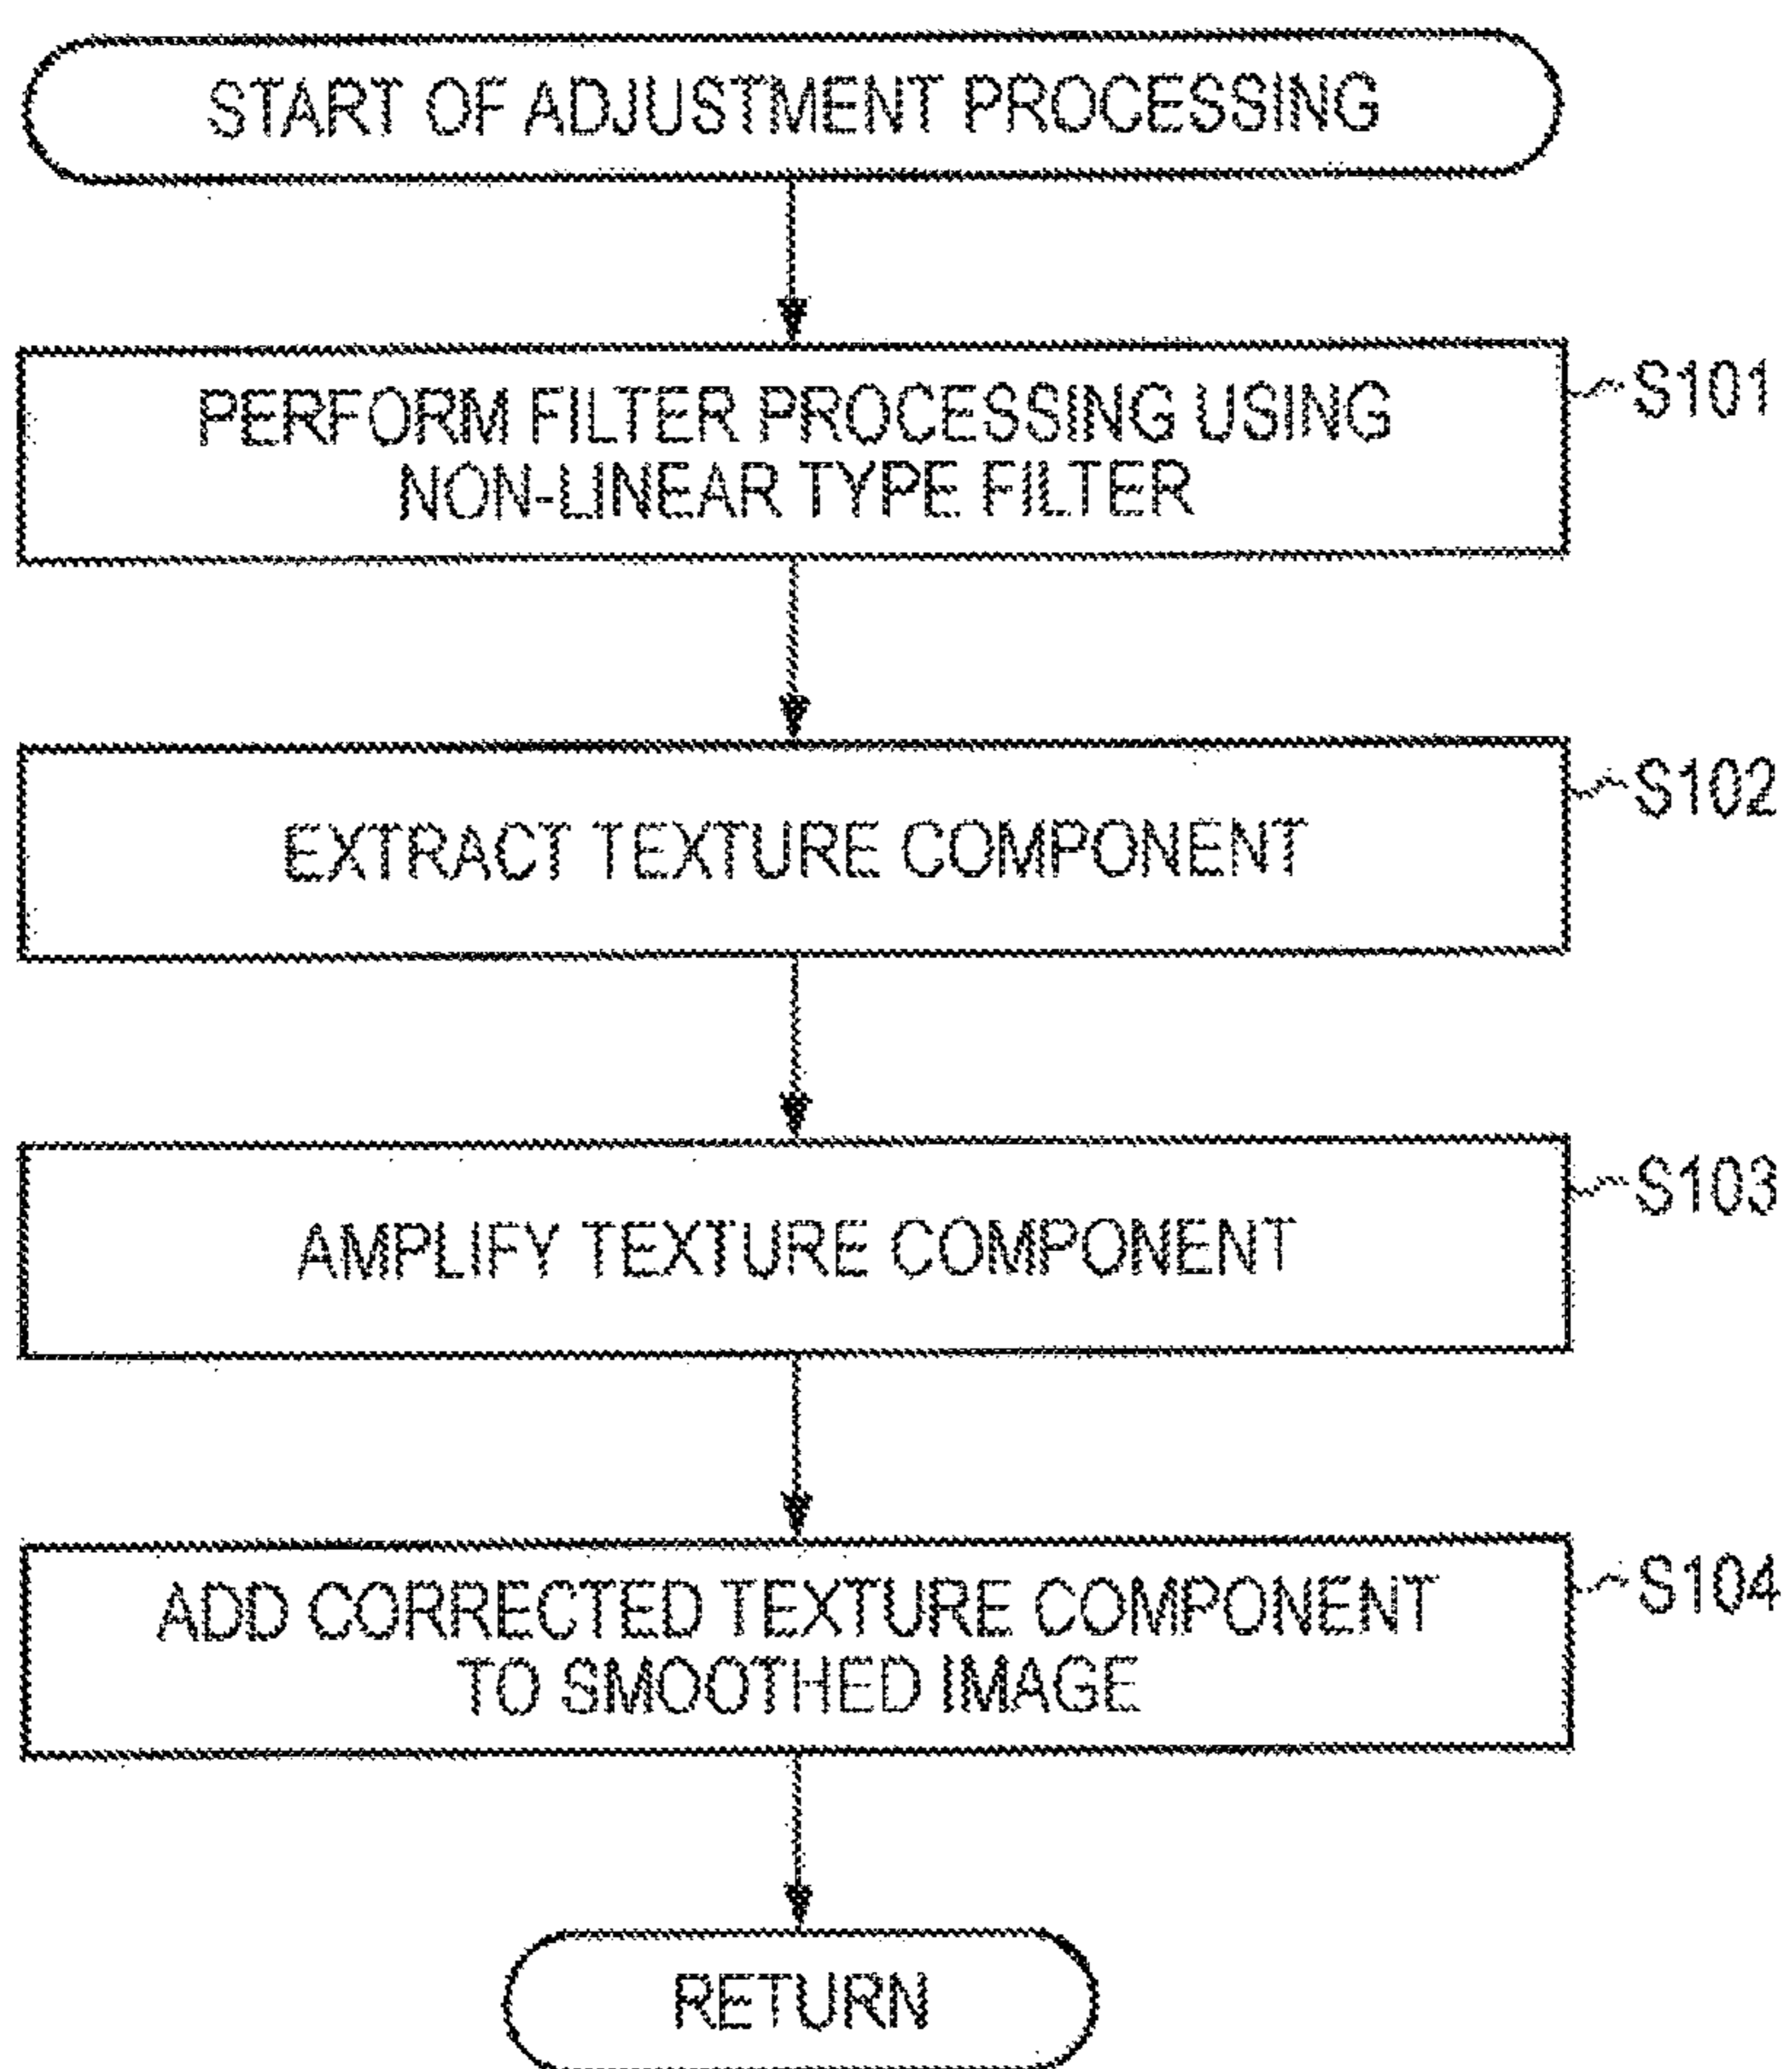 START OF ADJUSTMENT PROCESSING
PERFORM FILTER PROCESSING USING
NON-LINEAR TYPE FILTER
S101
EXTRACT TEXTURE COMPONENT
S102
AMPLIFY TEXTURE COMPONENT
S103
ADD CORRECTED TEXTURE COMPONENT
TO SMOOTHED IMAGE
S104
RETURN